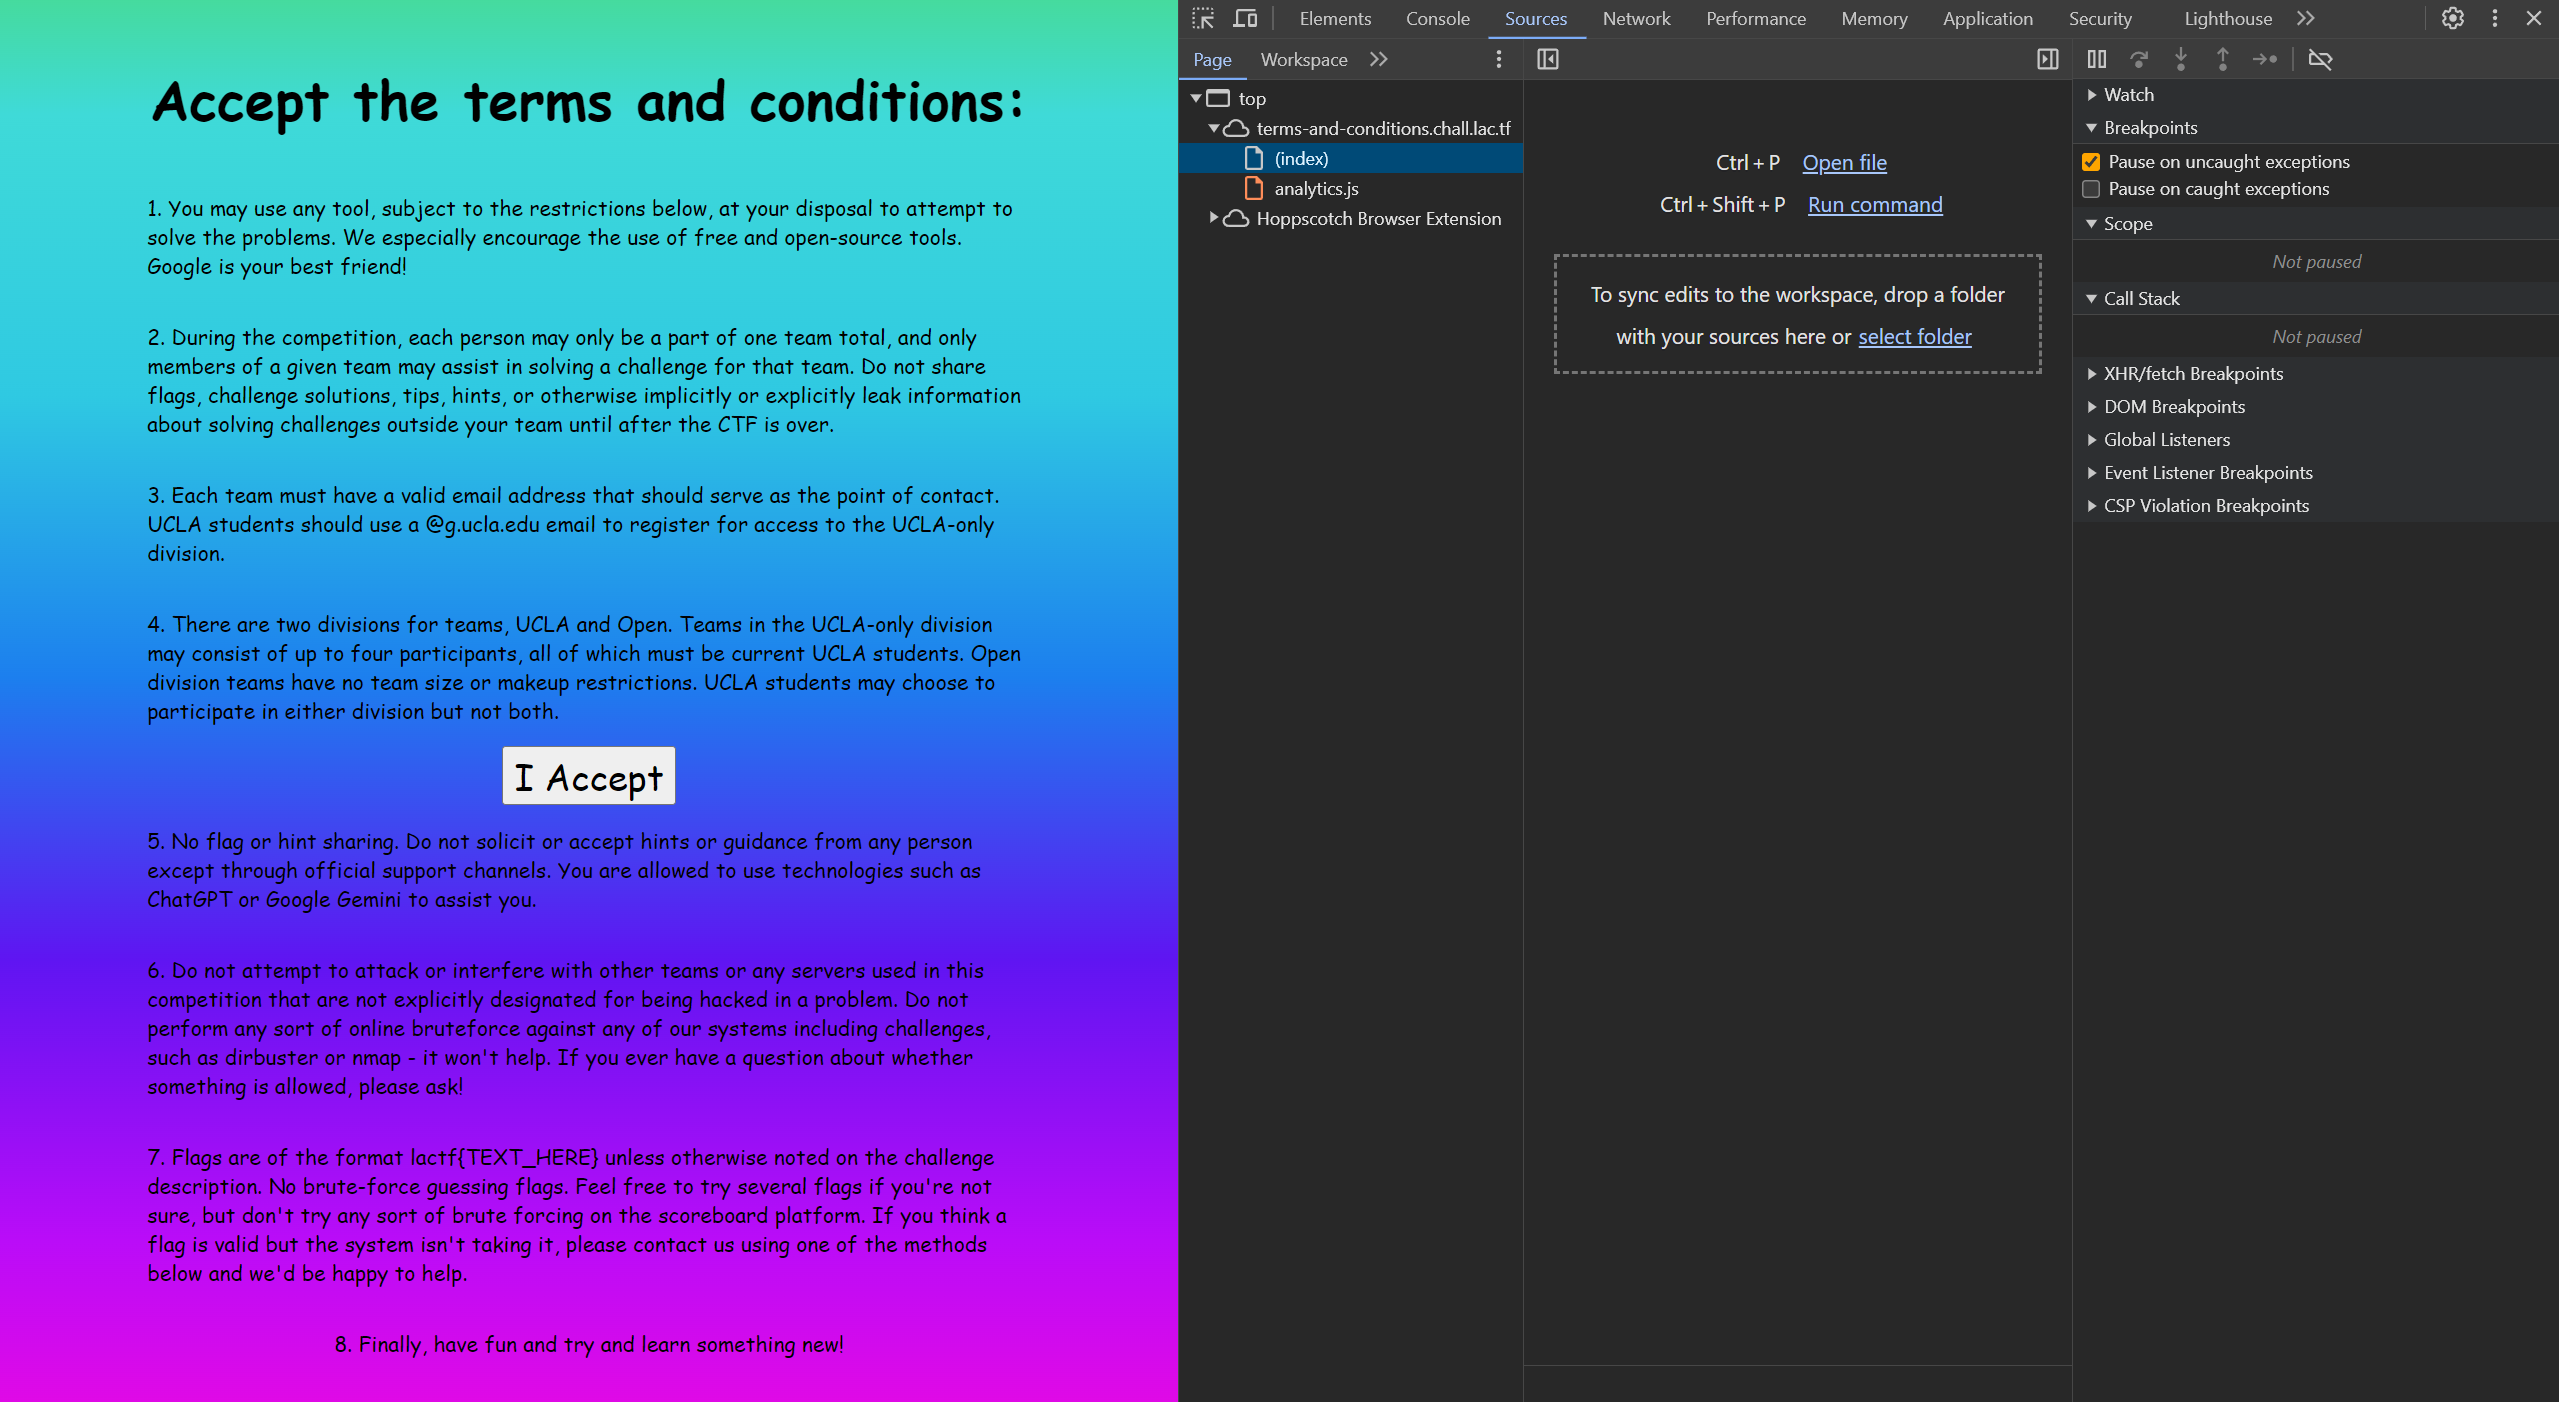 Accept the terms and conditions:
1. You may use any tool, subject to the restrictions below, at your disposal to attempt to
solve the problems. We especially encourage the use of free and open-source tools.
Google is your best friend!
2. During the competition, each person may only be a part of one team total, and only
members of a given team may assist in solving a challenge for that team. Do not share
flags, challenge solutions, tips, hints, or otherwise implicitly or explicitly leak information
about solving challenges outside your team until after the CTF is over.
3. Each team must have a valid email address that should serve as the point of contact.
UCLA students should use a @g.ucla.edu email to register for access to the UCLA-only
division.
4. There are two divisions for teams, UCLA and Open. Teams in the UCLA-only division
may consist of up to four participants, all of which must be current UCLA students. Open
division teams have no team size or makeup restrictions. UCLA students may choose to
participate in either division but not both.
I Accept
5. No flag or hint sharing. Do not solicit or accept hints or guidance from any person
except through official support channels. You are allowed to use technologies such as
ChatGPT or Google Gemini to assist you.
6. Do not attempt to attack or interfere with other teams or any servers used in this
competition that are not explicitly designated for being hacked in a problem. Do not
perform any sort of online bruteforce against any of our systems including challenges,
such as dirbuster or nmap - it won't help. If you ever have a question about whether
something is allowed, please ask!
7. Flags are of the format lactf{TEXT_HERE} unless otherwise noted on the challenge
description. No brute-force guessing flags. Feel free to try several flags if you're not
sure, but don't try any sort of brute forcing on the scoreboard platform. If you think a
flag is valid but the system isn't taking it, please contact us using one of the methods
below and we'd be happy to help.
8. Finally, have fun and try and learn something new!
Elements Console Sources Network Performance Memory Application Security Lighthouse
Page Workspace
top
terms-and-conditions.chall.lac.tf
(index)
analytics.js
Hoppscotch Browser Extension
Ctrl + P Open file
Ctrl + Shift + P Run command
To sync edits to the workspace, drop a folder
with your sources here or select folder
Watch
Breakpoints
Pause on uncaught exceptions
Pause on caught exceptions
Scope
Not paused
Call Stack
Not paused
XHR/fetch Breakpoints
DOM Breakpoints
Global Listeners
Event Listener Breakpoints
CSP Violation Breakpoints